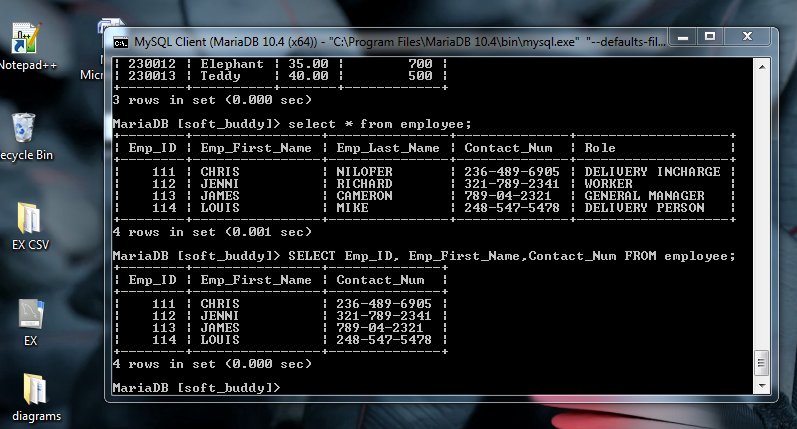 MySQL Client (MariaDB 10.4 (x64)) - "C:\Program Files\MariaDB 10.4\bin\mysql.exe" "--defaults-fil...
Notepad++
Micro
ecycle Bin
EX CSV
EX
diagrams
| 230012 | Elephant | 35.00 | 700 |
| 230013 | Teddy | 40.00 | 500 |
+--------+----------+-------+------------+
3 rows in set (0.000 sec)
MariaDB [soft_buddy]> select * from employee;
+--------+----------------+---------------+--------------+-------------------+
| Emp_ID | Emp_First_Name | Emp_Last_Name | Contact_Num | Role |
+--------+----------------+---------------+--------------+-------------------+
| 111 | CHRIS | NILOFER | 236-489-6905 | DELIVERY INCHARGE |
| 112 | JENNI | RICHARD | 321-789-2341 | WORKER |
| 113 | JAMES | CAMERON | 789-04-2321 | GENERAL MANAGER |
| 114 | LOUIS | MIKE | 248-547-5478 | DELIVERY PERSON |
+--------+----------------+---------------+--------------+-------------------+
4 rows in set (0.001 sec)
MariaDB [soft_buddy]> SELECT Emp_ID, Emp_First_Name,Contact_Num FROM employee;
+--------+----------------+--------------+
| Emp_ID | Emp_First_Name | Contact_Num |
+--------+----------------+--------------+
| 111 | CHRIS | 236-489-6905 |
| 112 | JENNI | 321-789-2341 |
| 113 | JAMES | 789-04-2321 |
| 114 | LOUIS | 248-547-5478 |
+--------+----------------+--------------+
4 rows in set (0.000 sec)
MariaDB [soft_buddy]>